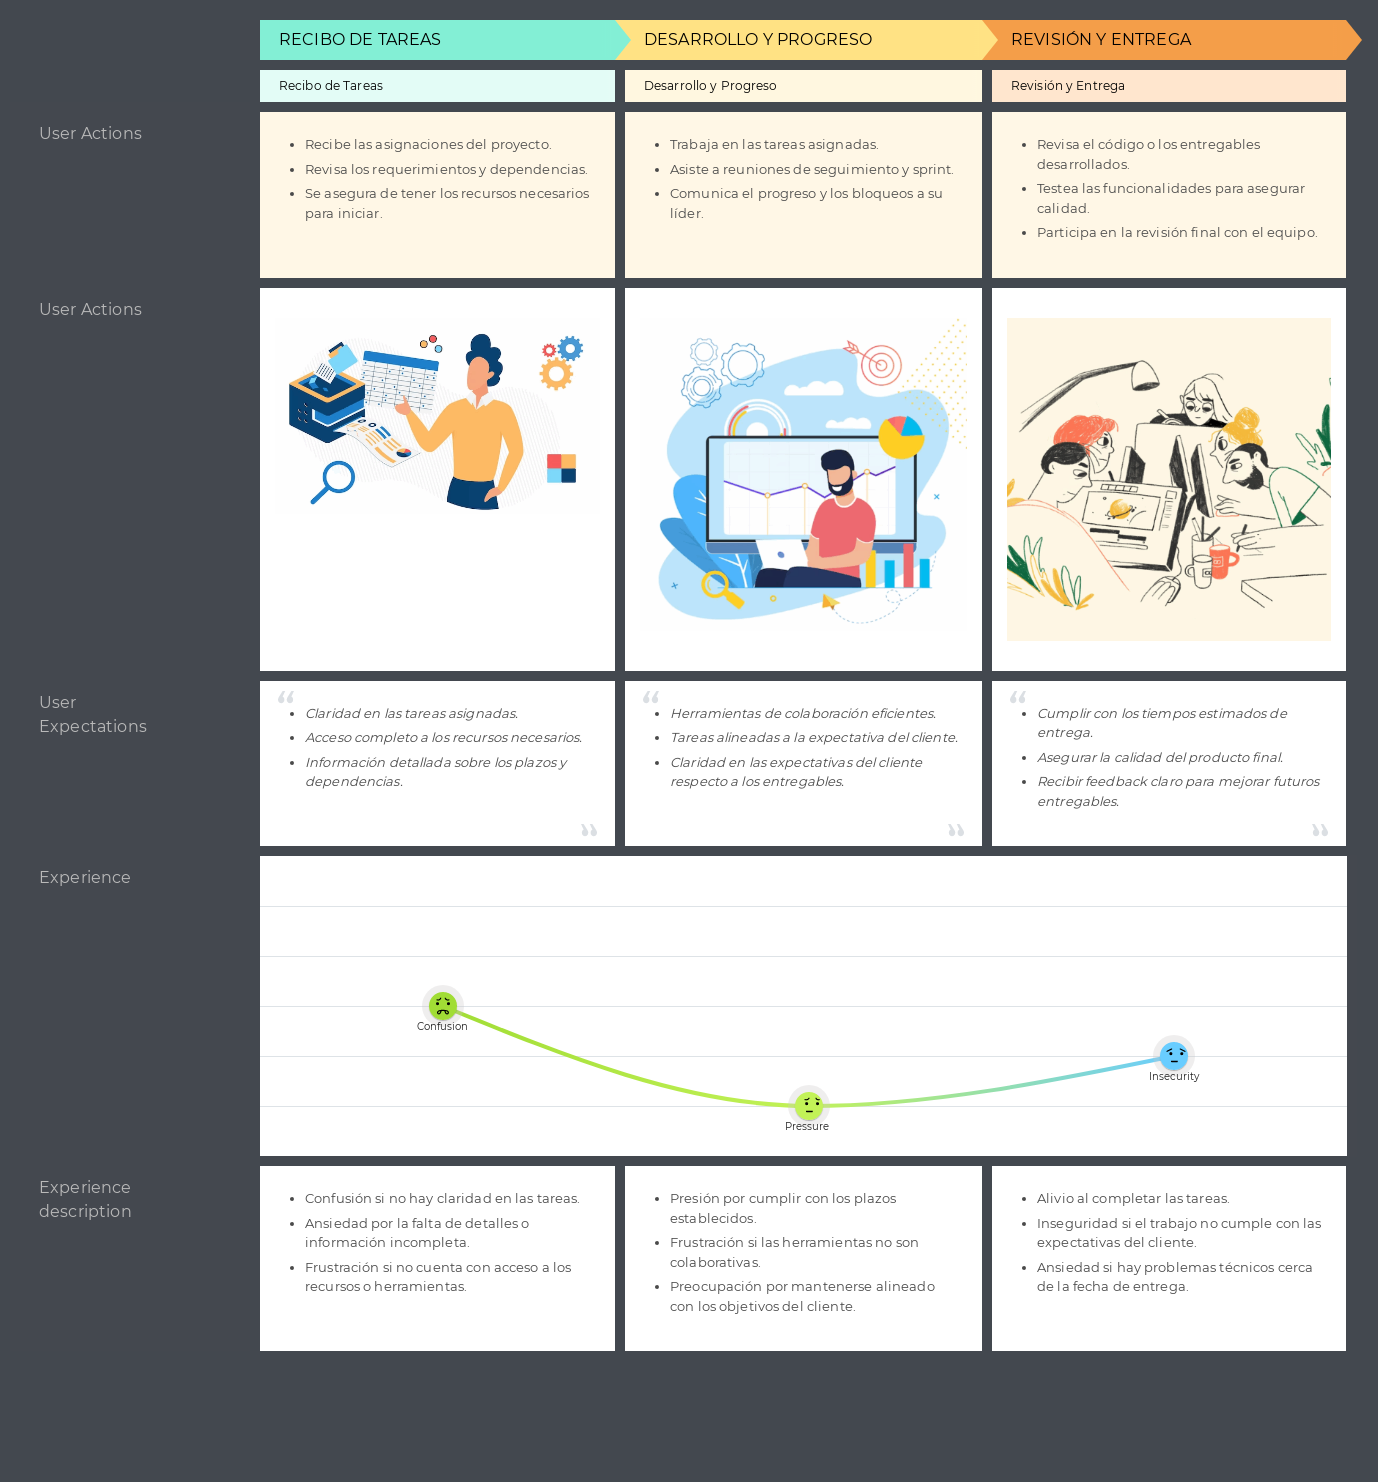 RECIBO DE TAREAS
DESARROLLO Y PROGRESO
REVISIÓN Y ENTREGA
Recibo de Tareas
Desarrollo y Progreso
Revisión y Entrega
User Actions
• Recibe las asignaciones del proyecto.
• Revisa los requerimientos y dependencias.
• Se asegura de tener los recursos necesarios
para iniciar.
• Trabaja en las tareas asignadas.
• Asiste a reuniones de seguimiento y sprint.
• Comunica el progreso y los bloqueos a su
líder.
• Revisa el código o los entregables
desarrollados.
• Testea las funcionalidades para asegurar
calidad.
• Participa en la revisión final con el equipo.
User Actions
User
Expectations
“
• Claridad en las tareas asignadas.
• Acceso completo a los recursos necesarios.
• Información detallada sobre los plazos y
dependencias.
”
“
• Herramientas de colaboración eficientes.
• Tareas alineadas a la expectativa del cliente.
• Claridad en las expectativas del cliente
respecto a los entregables.
”
“
• Cumplir con los tiempos estimados de
entrega.
• Asegurar la calidad del producto final.
• Recibir feedback claro para mejorar futuros
entregables.
”
Experience
Confusion
Pressure
Insecurity
Experience
description
• Confusión si no hay claridad en las tareas.
• Ansiedad por la falta de detalles o
información incompleta.
• Frustración si no cuenta con acceso a los
recursos o herramientas.
• Presión por cumplir con los plazos
establecidos.
• Frustración si las herramientas no son
colaborativas.
• Preocupación por mantenerse alineado
con los objetivos del cliente.
• Alivio al completar las tareas.
• Inseguridad si el trabajo no cumple con las
expectativas del cliente.
• Ansiedad si hay problemas técnicos cerca
de la fecha de entrega.